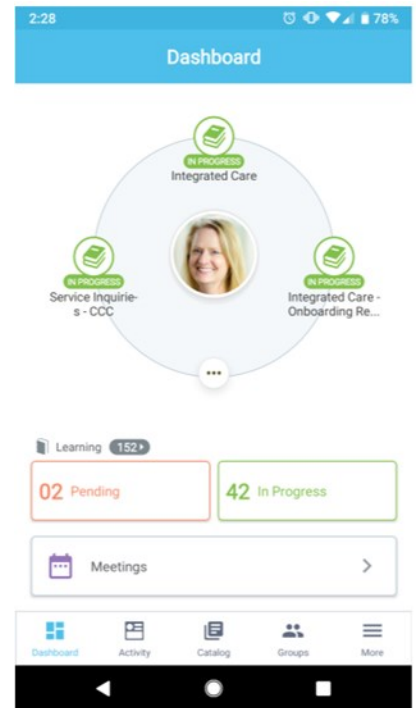 2:28 78%
Dashboard
IN PROGRESS
Integrated Care
IN PROGRESS
Service Inquirie-
s - CCC
IN PROGRESS
Integrated Care -
Onboarding Re...
Learning 152
02 Pending
42 In Progress
Meetings
Dashboard Activity Catalog Groups More